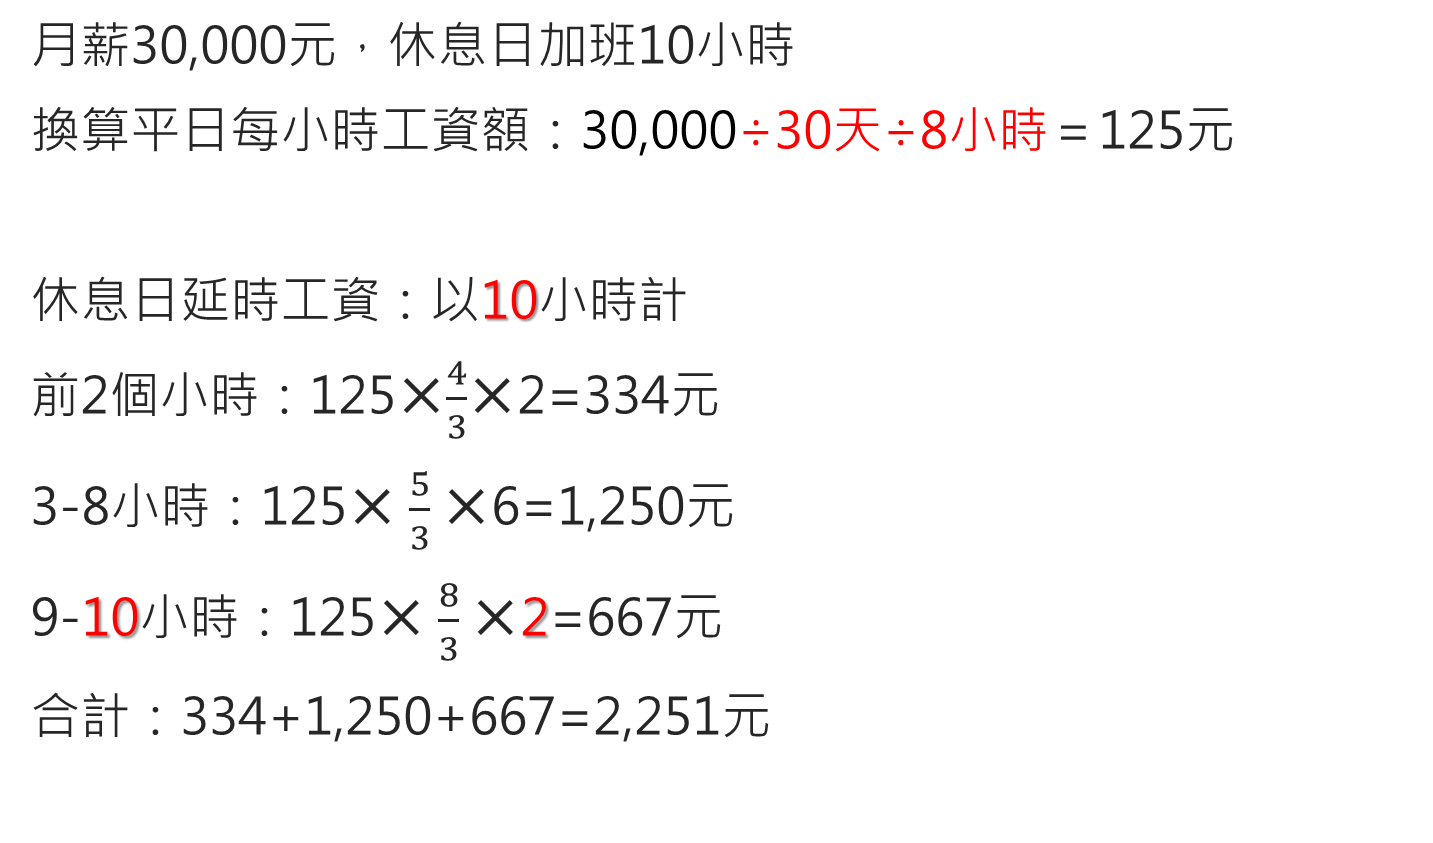 月薪30,000元，休息日加班10小時
換算平日每小時工資額：30,000÷30天÷8小時＝125元
休息日延時工資：以10小時計
前2個小時：125×4/3×2=334元
3-8小時：125× 5/3 ×6=1,250元
9-10小時：125× 8/3 ×2=667元
合計：334+1,250+667=2,251元